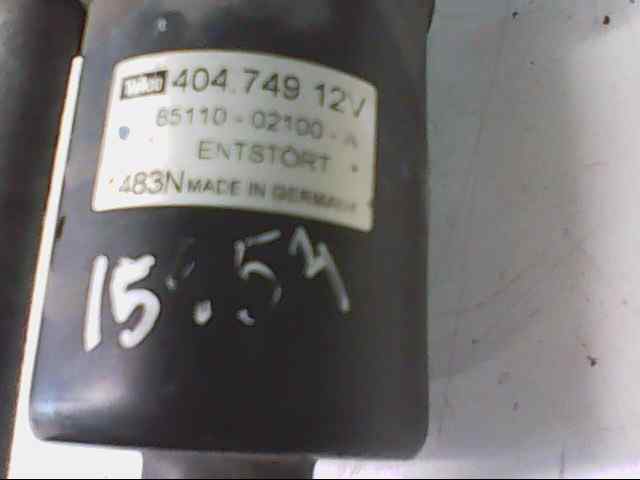 Valeo 404.749 12V
85110-02100-A
ENTSTÖRT
483N MADE IN GERMANY